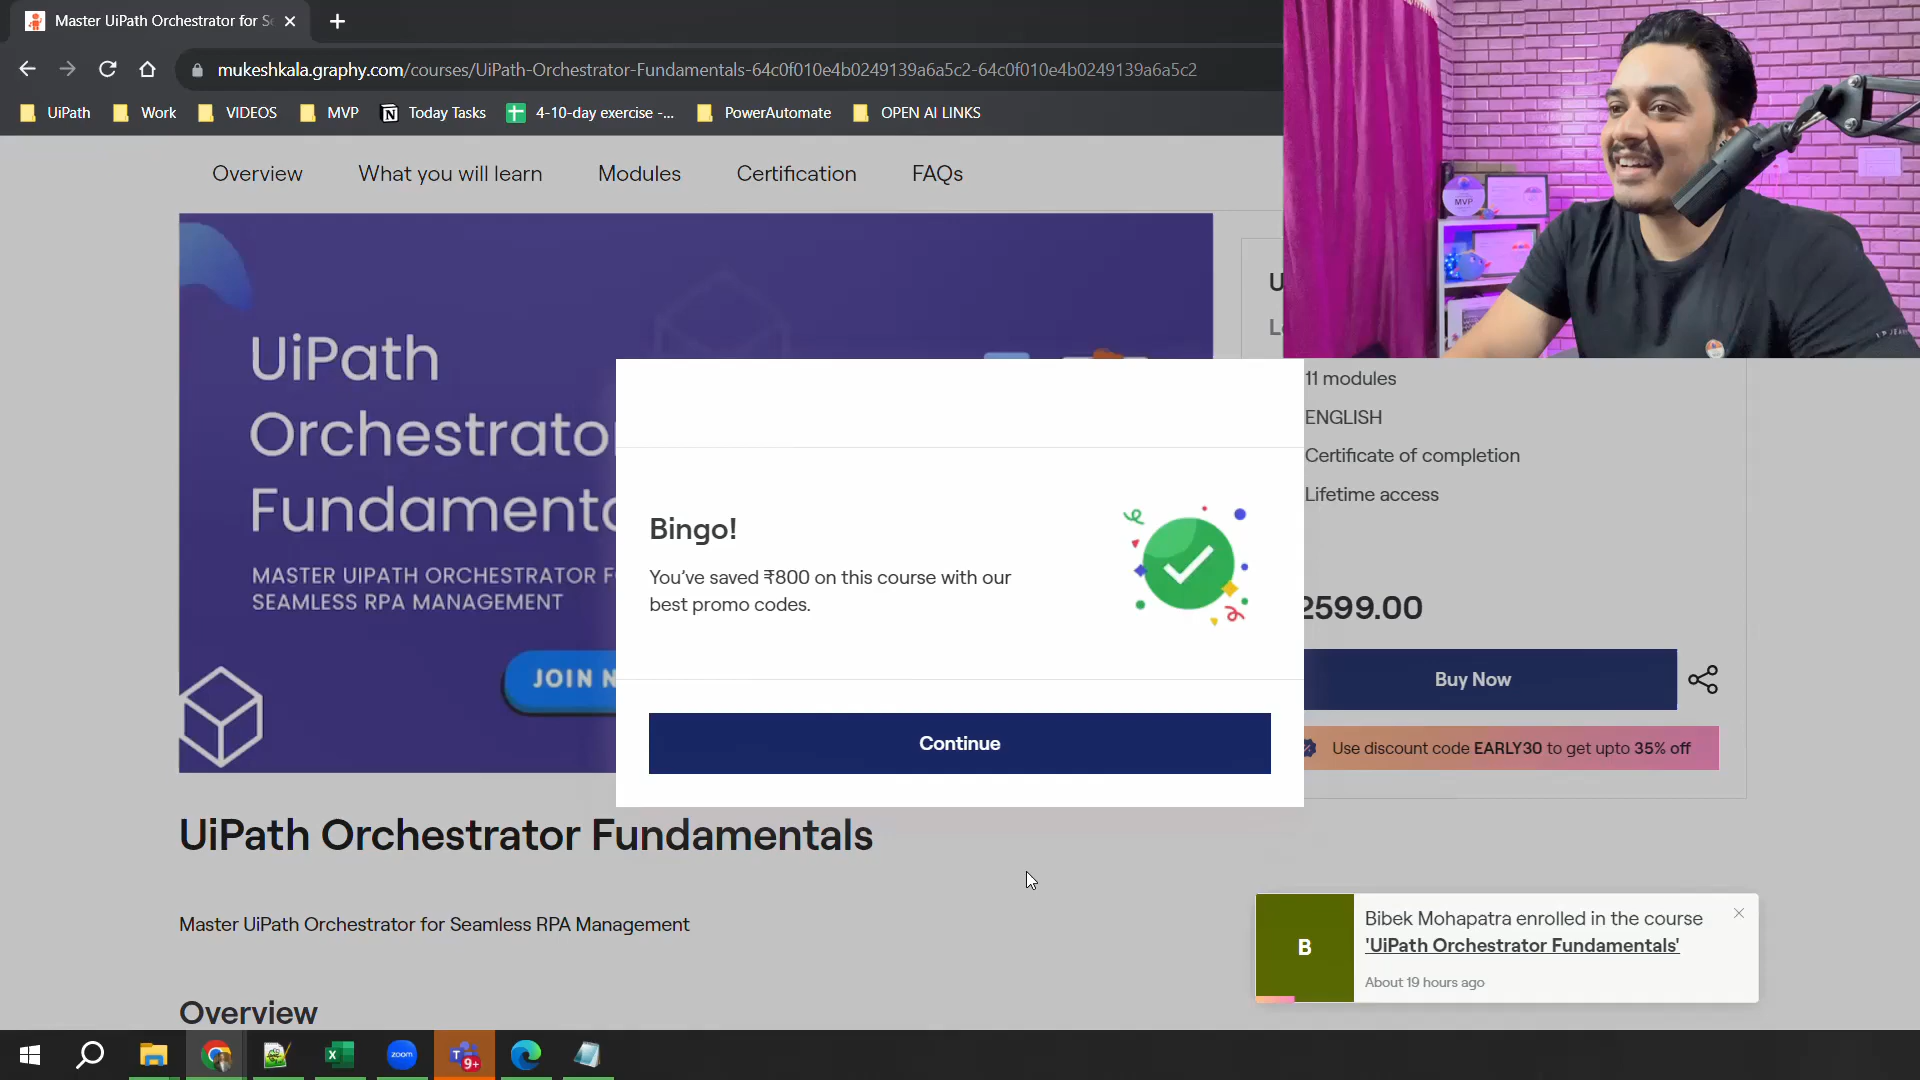 Master UiPath Orchestrator for S
mukeshkala.graphy.com/courses/UiPath-Orchestrator-Fundamentals-64c0f010e4b0249139a6a5c2-64c0f010e4b0249139a6a5c2
UiPath
Work
VIDEOS
MVP
Today Tasks
4-10-day exercise -...
PowerAutomate
OPEN AI LINKS
Overview
What you will learn
Modules
Certification
FAQs
MVP
UiPath
Orchestrato
Fundamenta
MASTER UIPATH ORCHESTRATOR F
SEAMLESS RPA MANAGEMENT
JOIN N
U
Le
11 modules
ENGLISH
Certificate of completion
Lifetime access
2599.00
Buy Now
Use discount code EARLY30 to get upto 35% off
Bingo!
You've saved ₹800 on this course with our
best promo codes.
Continue
UiPath Orchestrator Fundamentals
Master UiPath Orchestrator for Seamless RPA Management
Overview
B
Bibek Mohapatra enrolled in the course
'UiPath Orchestrator Fundamentals'
About 19 hours ago
zoom
T
9+